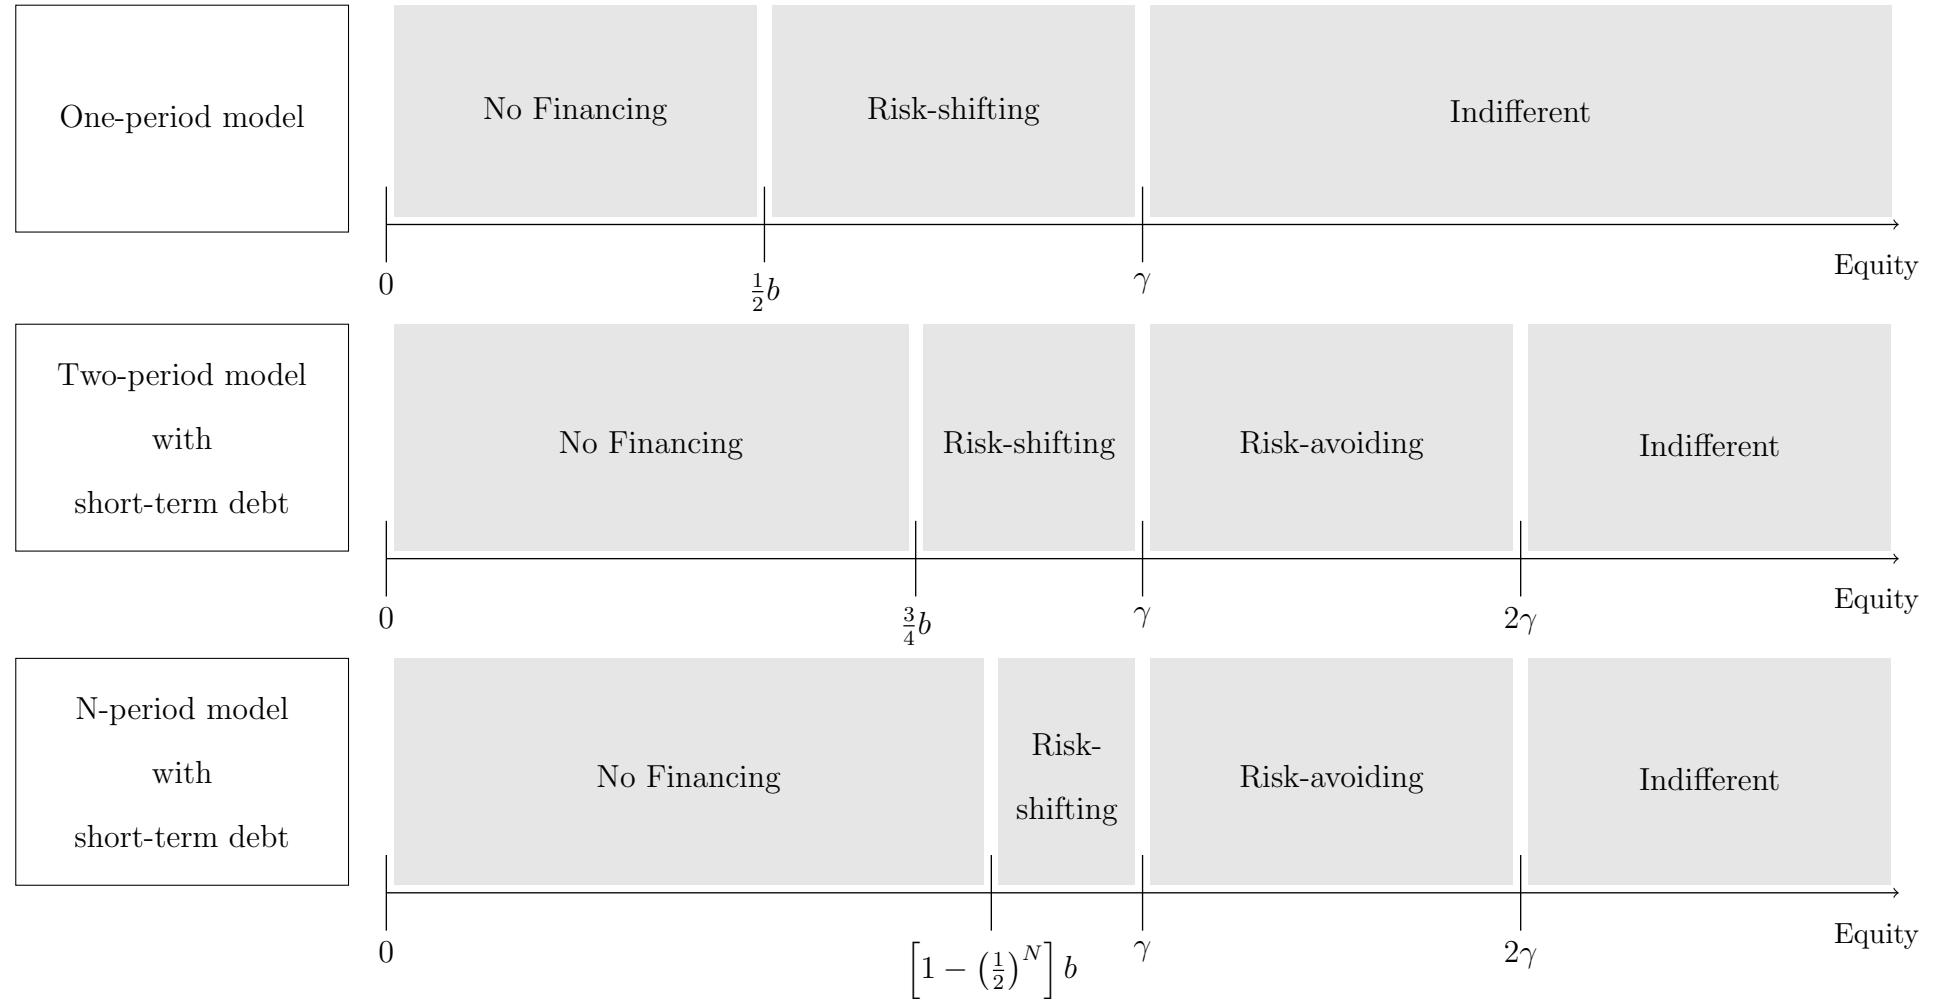 One-period model
No Financing
Risk-shifting
Indifferent
0
½b
γ
Equity
Two-period model
with
short-term debt
No Financing
Risk-shifting
Risk-avoiding
Indifferent
0
¾b
γ
2γ
Equity
N-period model
with
short-term debt
No Financing
Risk-
shifting
Risk-avoiding
Indifferent
0
[1 − (½)^N] b
γ
2γ
Equity